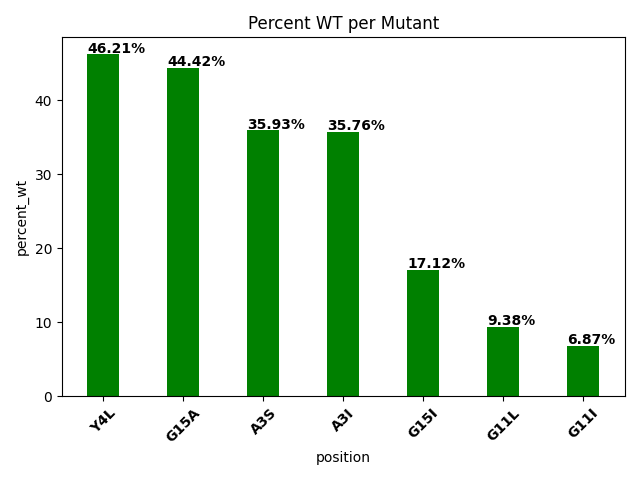 Percent WT per Mutant
46.21%
44.42%
35.93%
35.76%
17.12%
9.38%
6.87%
percent_wt
40
30
20
10
0
Y4L
G15A
A3S
A3I
G15I
G11L
G11I
position